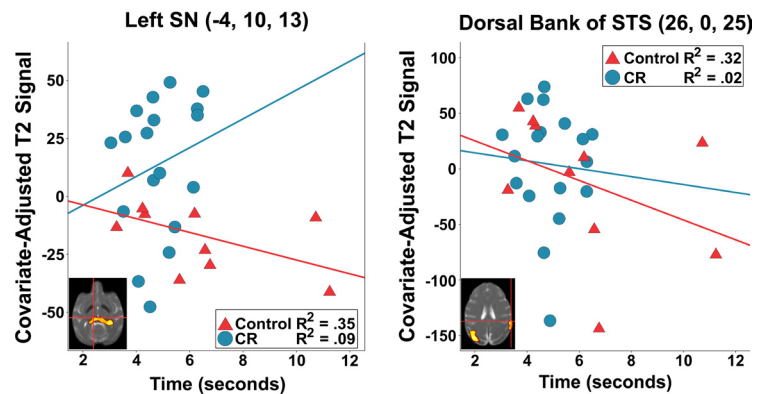 Left SN (-4, 10, 13)
Covariate-Adjusted T2 Signal
50
25
0
-25
-50
Control R² = .35
CR R² = .09
2 4 6 8 10 12
Time (seconds)
Dorsal Bank of STS (26, 0, 25)
Covariate-Adjusted T2 Signal
100
50
0
-50
-100
-150
Control R² = .32
CR R² = .02
2 4 6 8 10 12
Time (seconds)